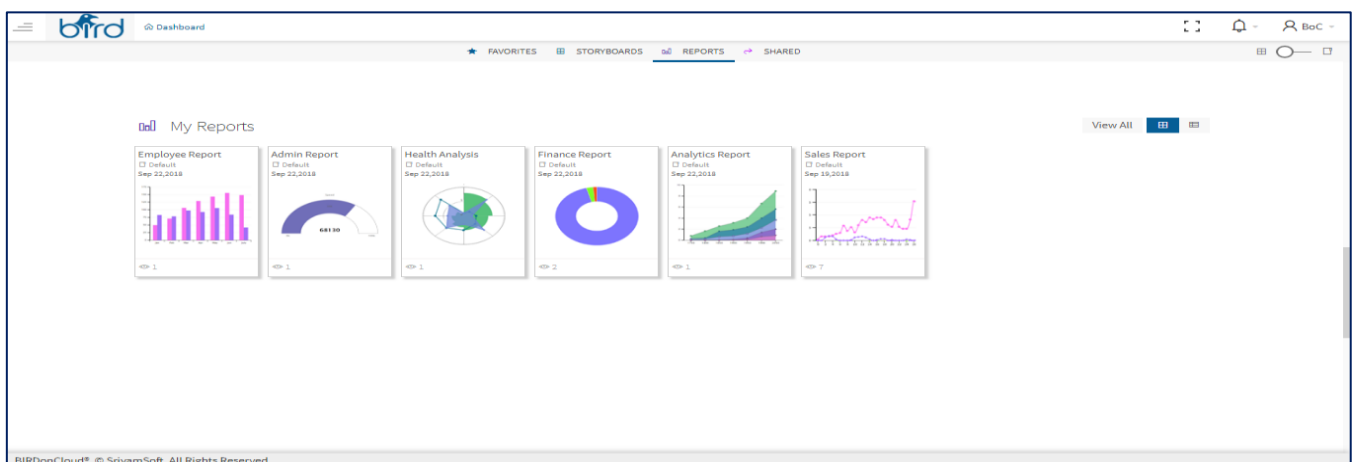 bird
Dashboard
BoC
FAVORITES STORYBOARDS REPORTS SHARED
My Reports
View All
Employee Report
Default
Sep 22,2018
1
Admin Report
Default
Sep 22,2018
68130
1
Health Analysis
Default
Sep 22,2018
1
Finance Report
Default
Sep 22,2018
2
Analytics Report
Default
Sep 22,2018
1
Sales Report
Default
Sep 19,2018
7
BIRDonCloud® © SrivamSoft. All Rights Reserved